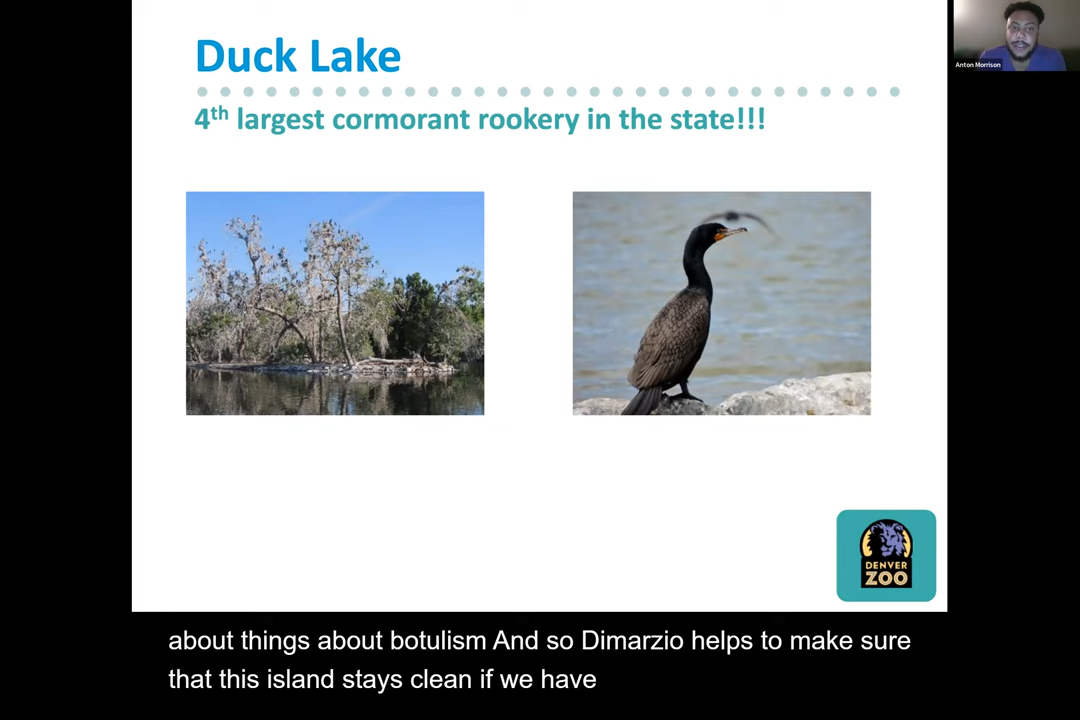 Duck Lake
4th largest cormorant rookery in the state!!!
Anton Morrison
DENVER
ZOO
about things about botulism And so Dimarzio helps to make sure
that this island stays clean if we have